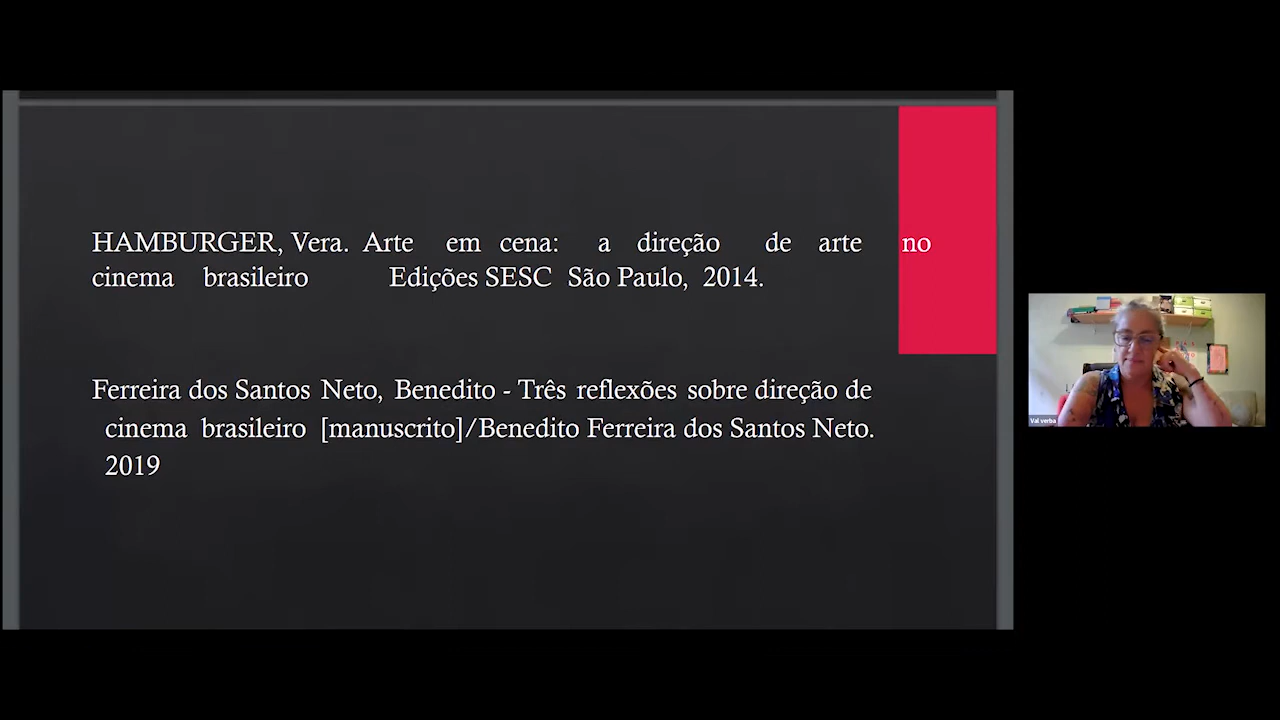 HAMBURGER, Vera. Arte em cena: a direção de arte no
cinema brasileiro Edições SESC São Paulo, 2014.
Ferreira dos Santos Neto, Benedito - Três reflexões sobre direção de
cinema brasileiro [manuscrito]/Benedito Ferreira dos Santos Neto.
2019
Val verba